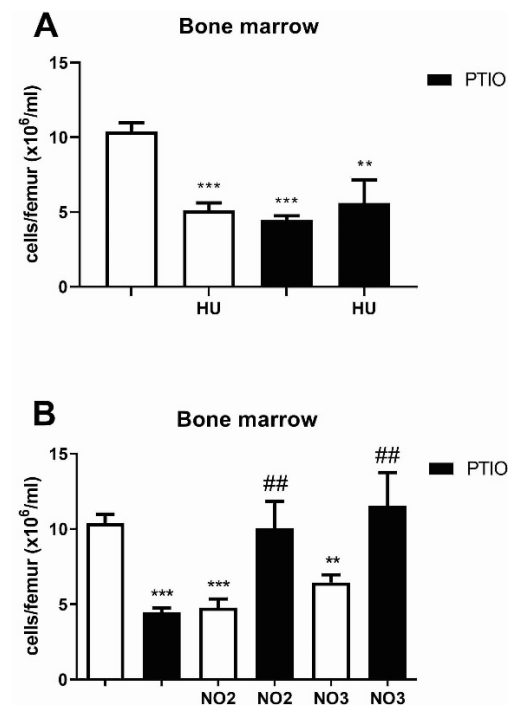 A
Bone marrow
cells/femur (x10⁶/ml)
15
10
5
0
PTIO
***
***
**
HU
HU
B
Bone marrow
cells/femur (x10⁶/ml)
15
10
5
0
PTIO
***
***
##
**
##
NO2 NO2 NO3 NO3